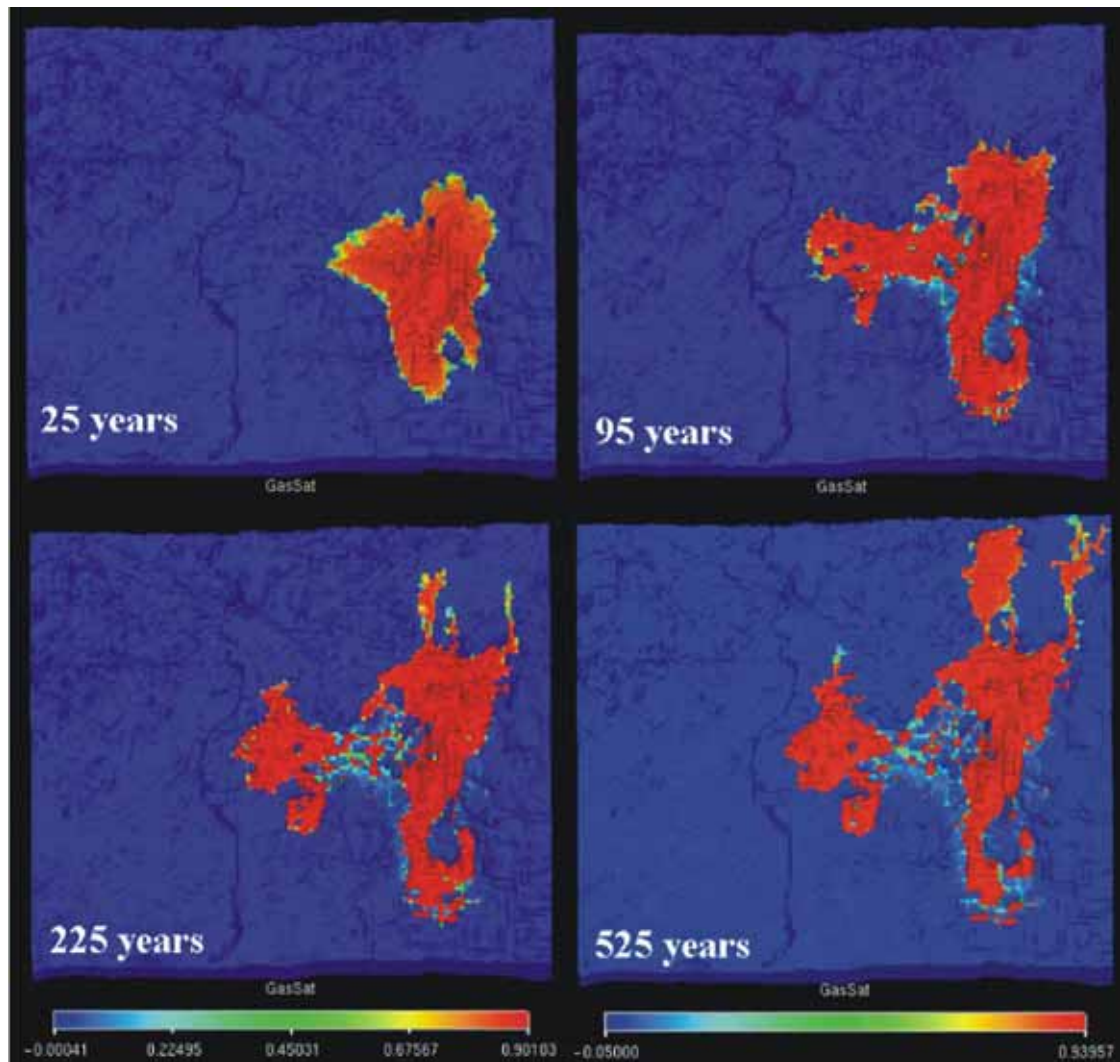 25 years
95 years
GasSat
GasSat
225 years
525 years
GasSat
GasSat
-0.00041 0.22495 0.45031 0.67567 0.90103
-0.05000 0.93957